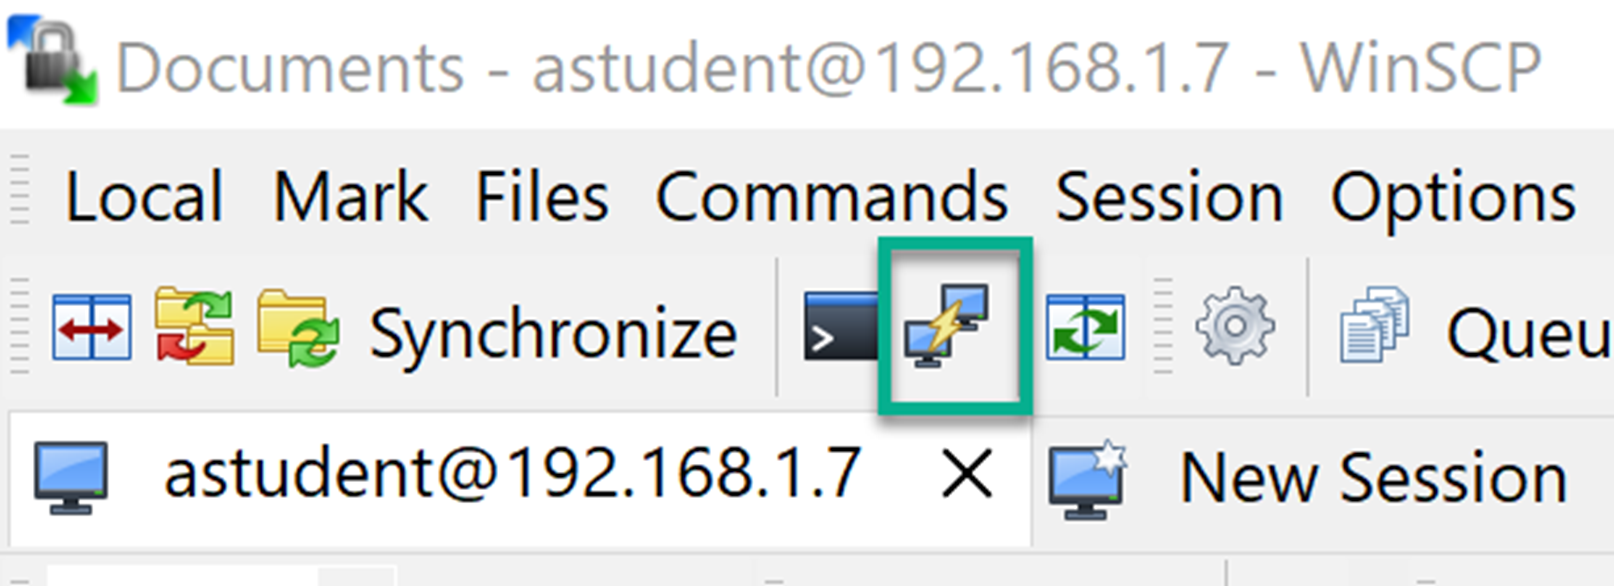 Documents - astudent@192.168.1.7 - WinSCP
Local Mark Files Commands Session Options
Synchronize Queu
astudent@192.168.1.7 New Session